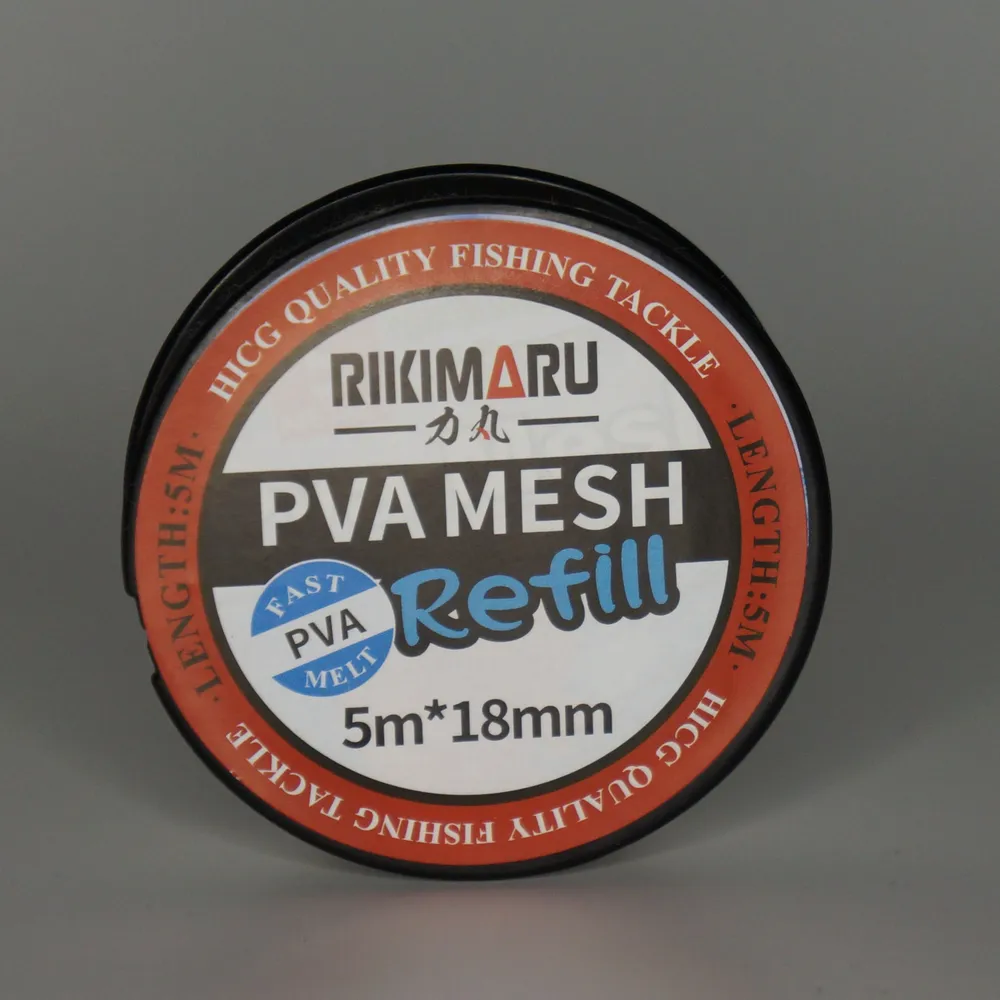 HICG QUALITY FISHING TACKLE
RIKIMARU
力丸
PVA MESH
Refill
FAST
PVA
MELT
5m*18mm
·LENGTH:5M·
·LENGTH:5M·
HICG QUALITY FISHING TACKLE